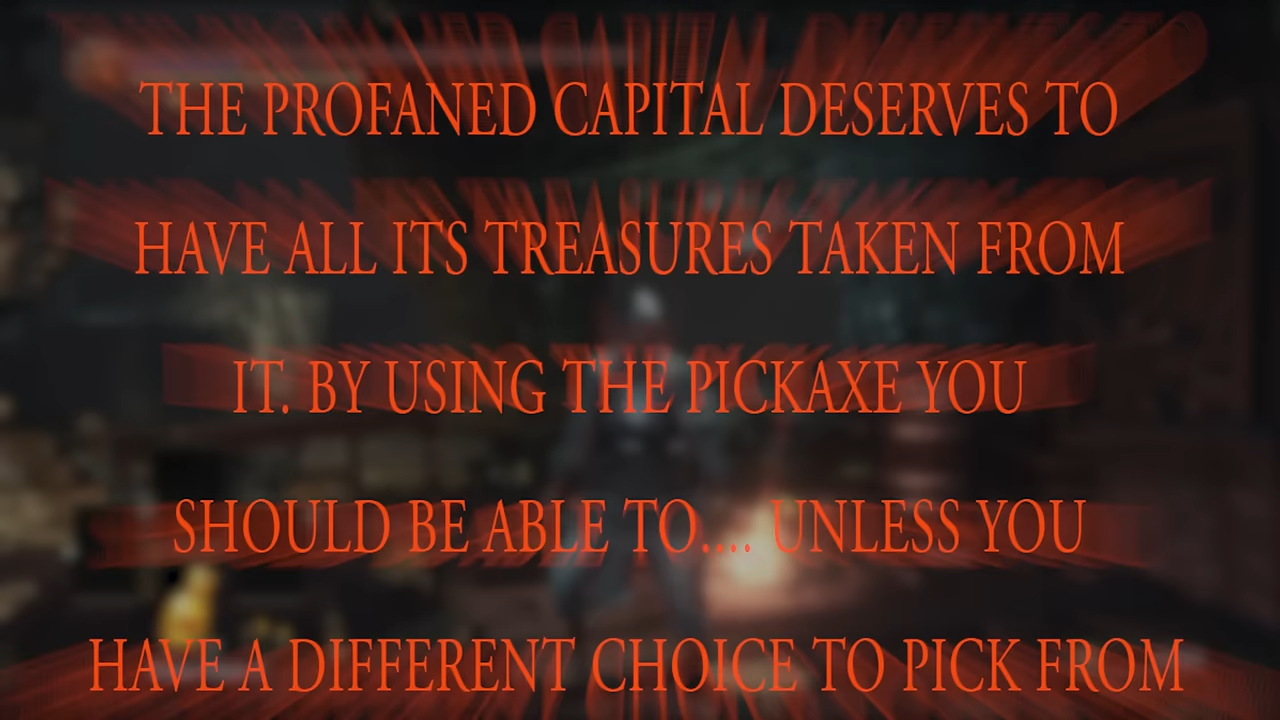 THE PROFANED CAPITAL DESERVES TO
HAVE ALL ITS TREASURES TAKEN FROM
IT. BY USING THE PICKAXE YOU
SHOULD BE ABLE TO.... UNLESS YOU
HAVE A DIFFERENT CHOICE TO PICK FROM